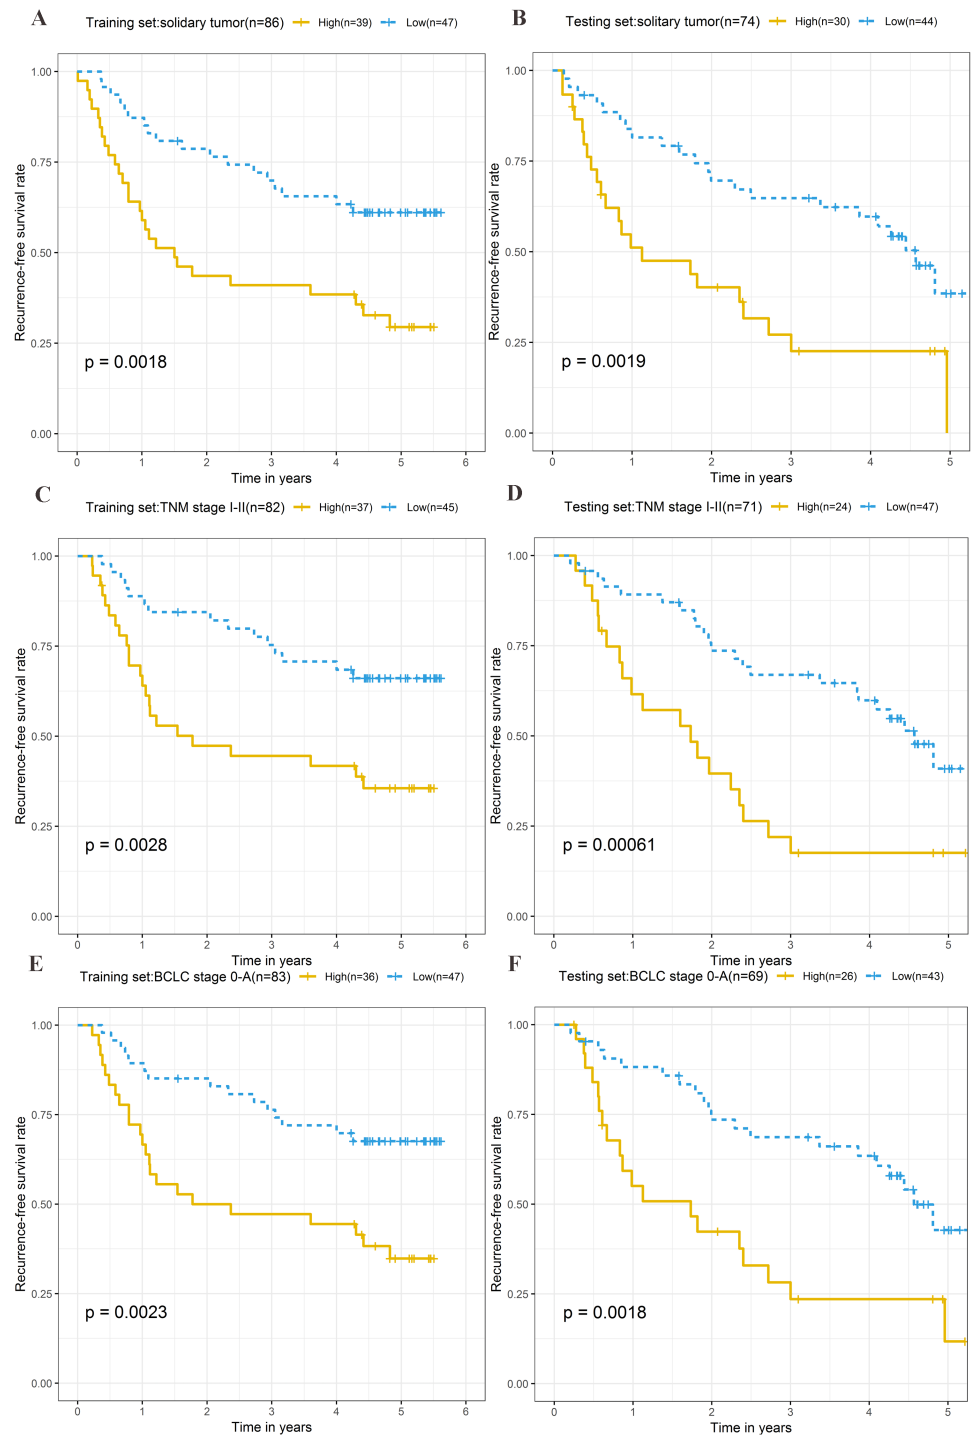 A
Training set:solidary tumor(n=86) High(n=39) Low(n=47)
Recurrence-free survival rate
1.00
0.75
0.50
0.25
0.00
p = 0.0018
0 1 2 3 4 5 6
Time in years
B
Testing set:solitary tumor(n=74) High(n=30) Low(n=44)
Recurrence-free survival rate
1.00
0.75
0.50
0.25
0.00
p = 0.0019
0 1 2 3 4 5
Time in years
C
Training set:TNM stage I-II(n=82) High(n=37) Low(n=45)
Recurrence-free survival rate
1.00
0.75
0.50
0.25
0.00
p = 0.0028
0 1 2 3 4 5 6
Time in years
D
Testing set:TNM stage I-II(n=71) High(n=24) Low(n=47)
Recurrence-free survival rate
1.00
0.75
0.50
0.25
0.00
p = 0.00061
0 1 2 3 4 5
Time in years
E
Training set:BCLC stage 0-A(n=83) High(n=36) Low(n=47)
Recurrence-free survival rate
1.00
0.75
0.50
0.25
0.00
p = 0.0023
0 1 2 3 4 5 6
Time in years
F
Testing set:BCLC stage 0-A(n=69) High(n=26) Low(n=43)
Recurrence-free survival rate
1.00
0.75
0.50
0.25
0.00
p = 0.0018
0 1 2 3 4 5
Time in years